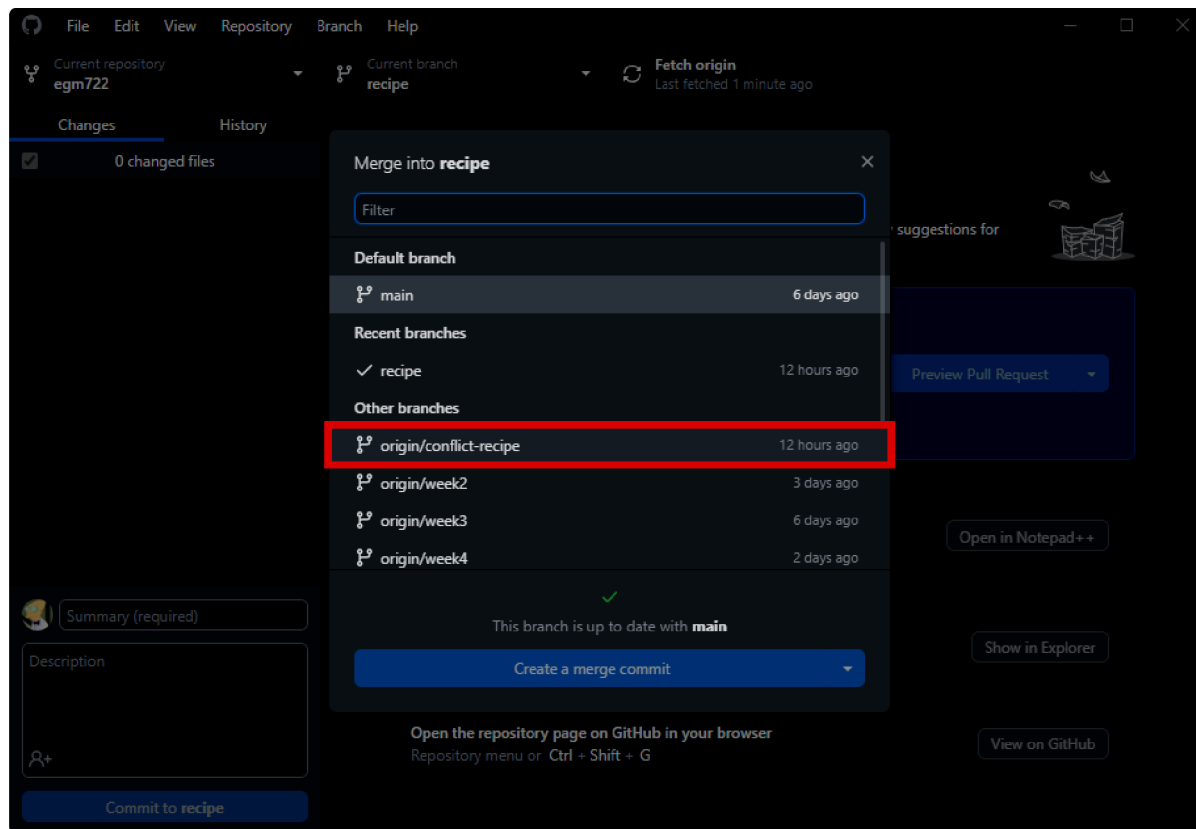 File Edit View Repository Branch Help
Current repository
egm722
Current branch
recipe
Fetch origin
Last fetched 1 minute ago
Changes History
0 changed files
Merge into recipe
Filter
suggestions for
Default branch
main 6 days ago
Recent branches
recipe 12 hours ago
Preview Pull Request
Other branches
origin/conflict-recipe 12 hours ago
origin/week2 3 days ago
origin/week3 6 days ago
Open in Notepad++
origin/week4 2 days ago
Summary (required)
This branch is up to date with main
Description
Show in Explorer
Create a merge commit
Open the repository page on GitHub in your browser
View on GitHub
Repository menu or Ctrl + Shift + G
Commit to recipe